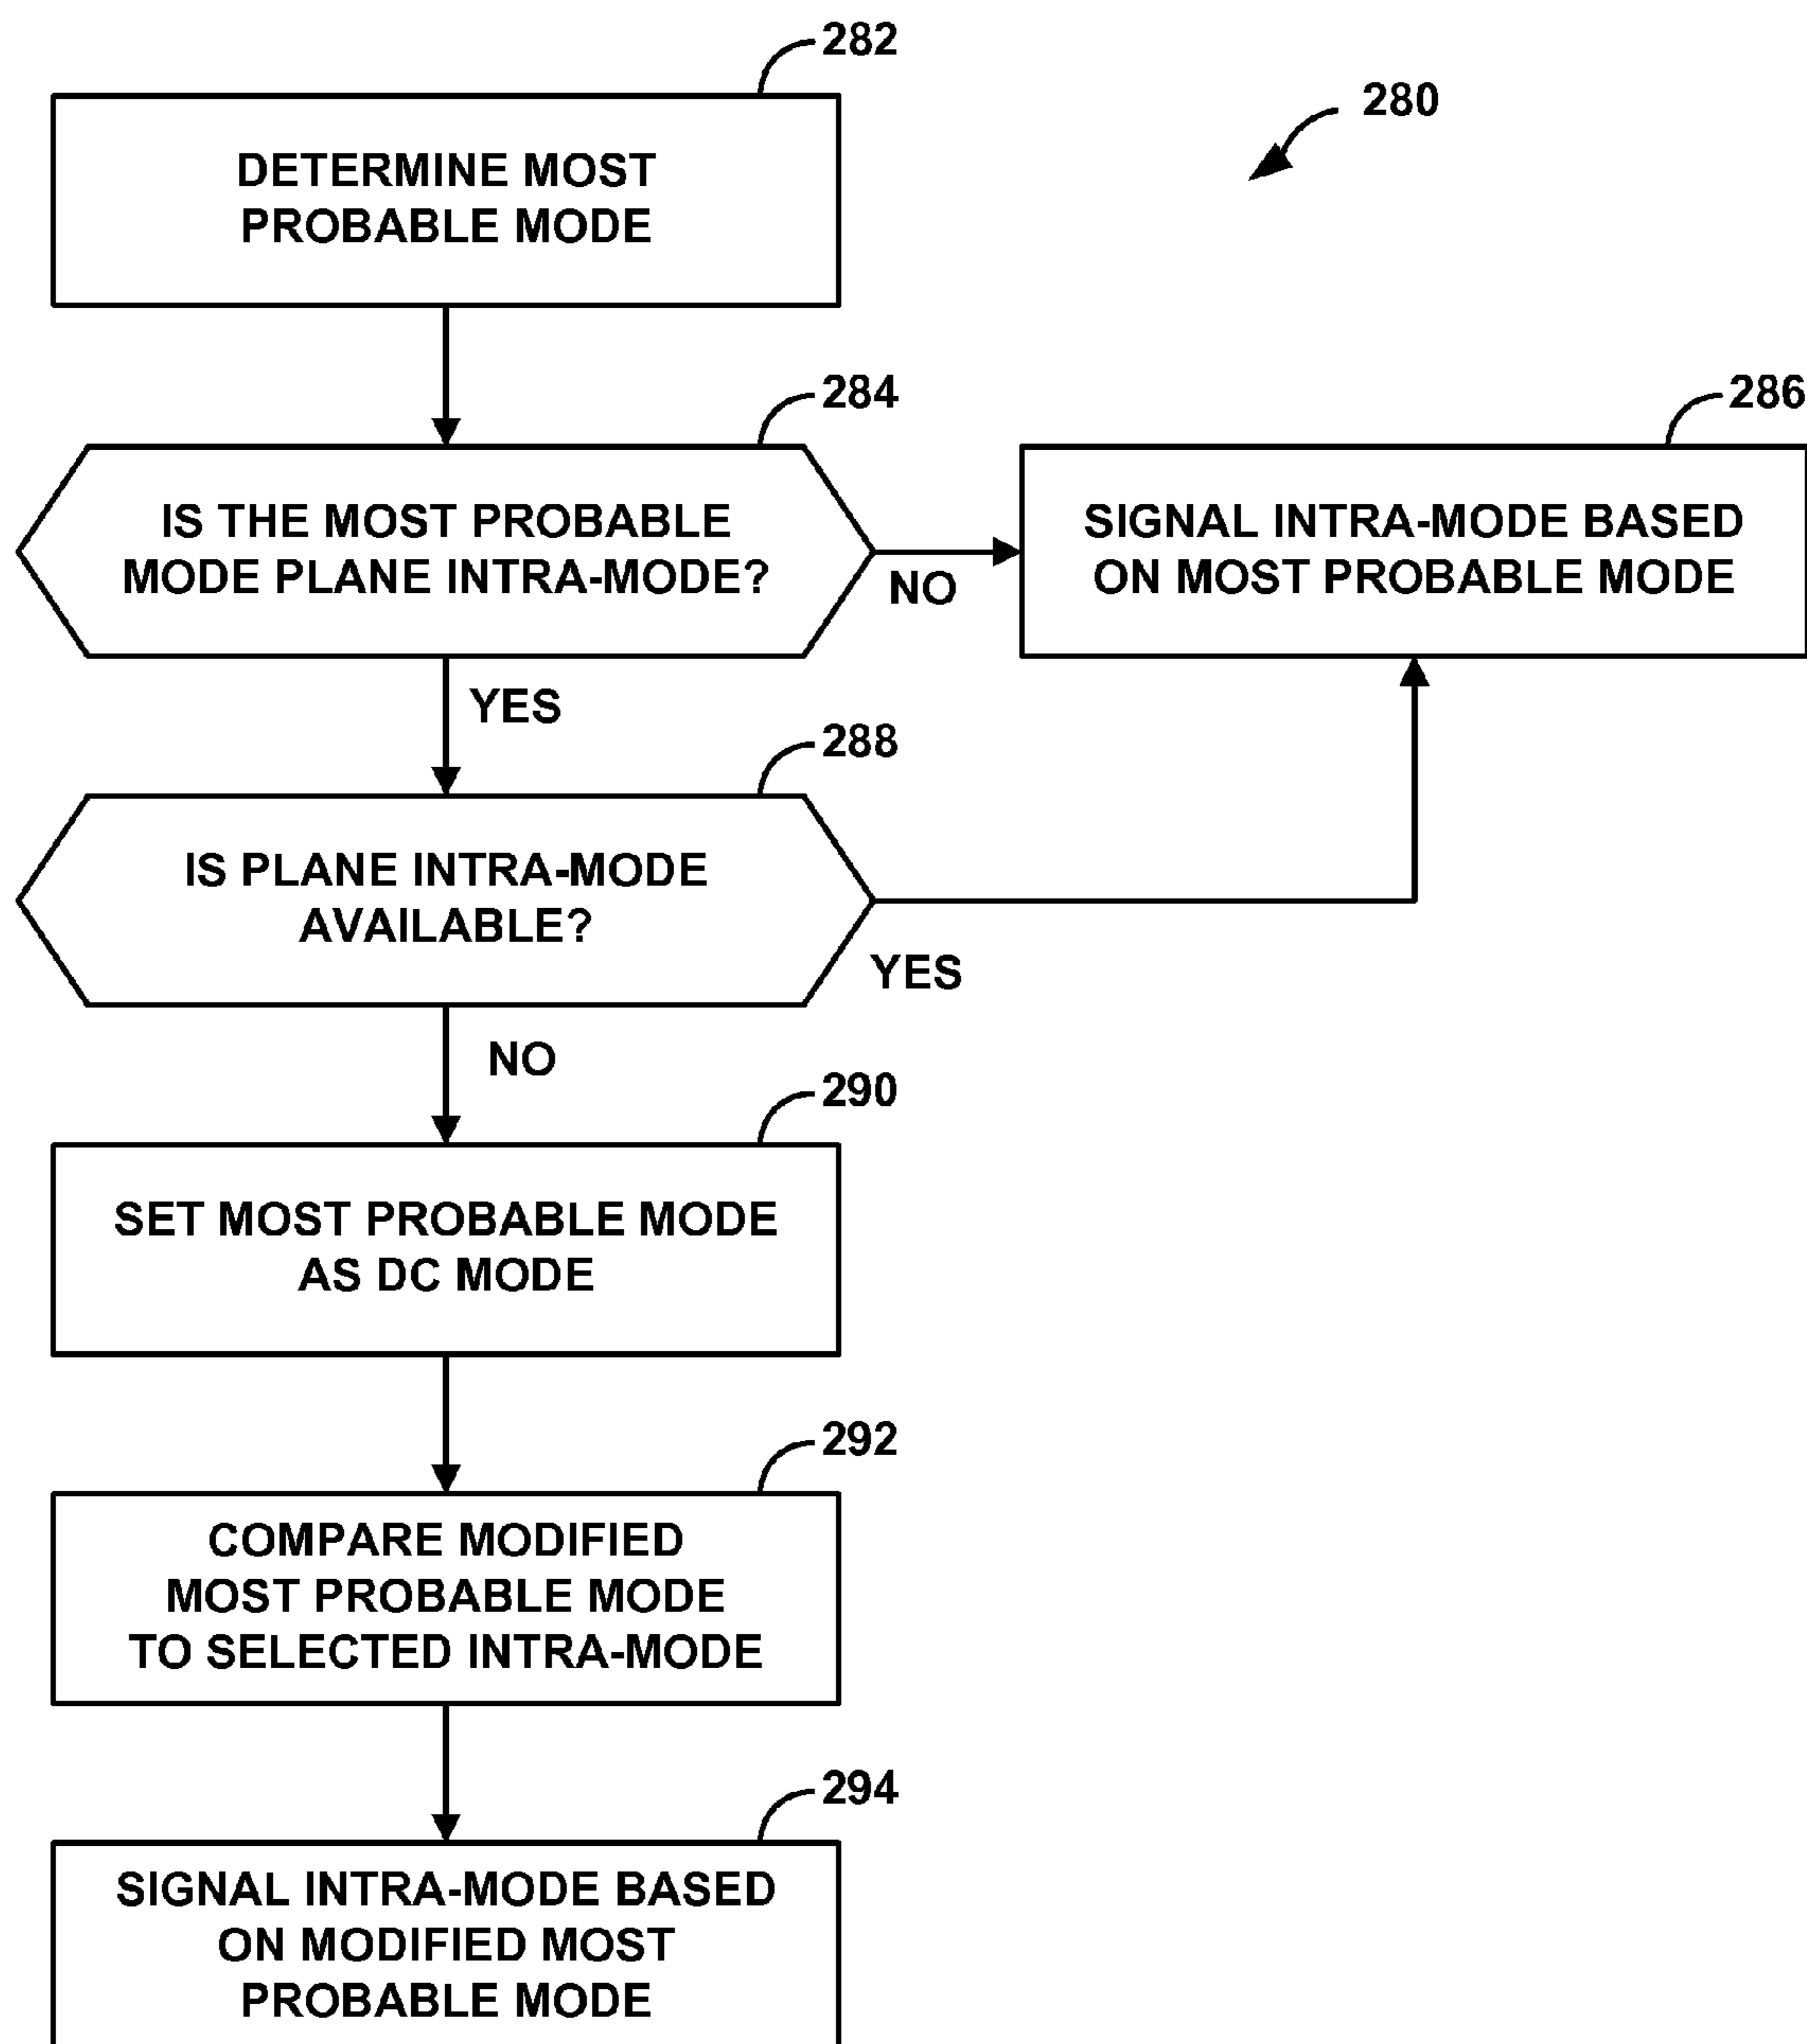 282
280
DETERMINE MOST
PROBABLE MODE
284
286
IS THE MOST PROBABLE
MODE PLANE INTRA-MODE?
NO
SIGNAL INTRA-MODE BASED
ON MOST PROBABLE MODE
YES
288
IS PLANE INTRA-MODE
AVAILABLE?
YES
NO
290
SET MOST PROBABLE MODE
AS DC MODE
292
COMPARE MODIFIED
MOST PROBABLE MODE
TO SELECTED INTRA-MODE
294
SIGNAL INTRA-MODE BASED
ON MODIFIED MOST
PROBABLE MODE